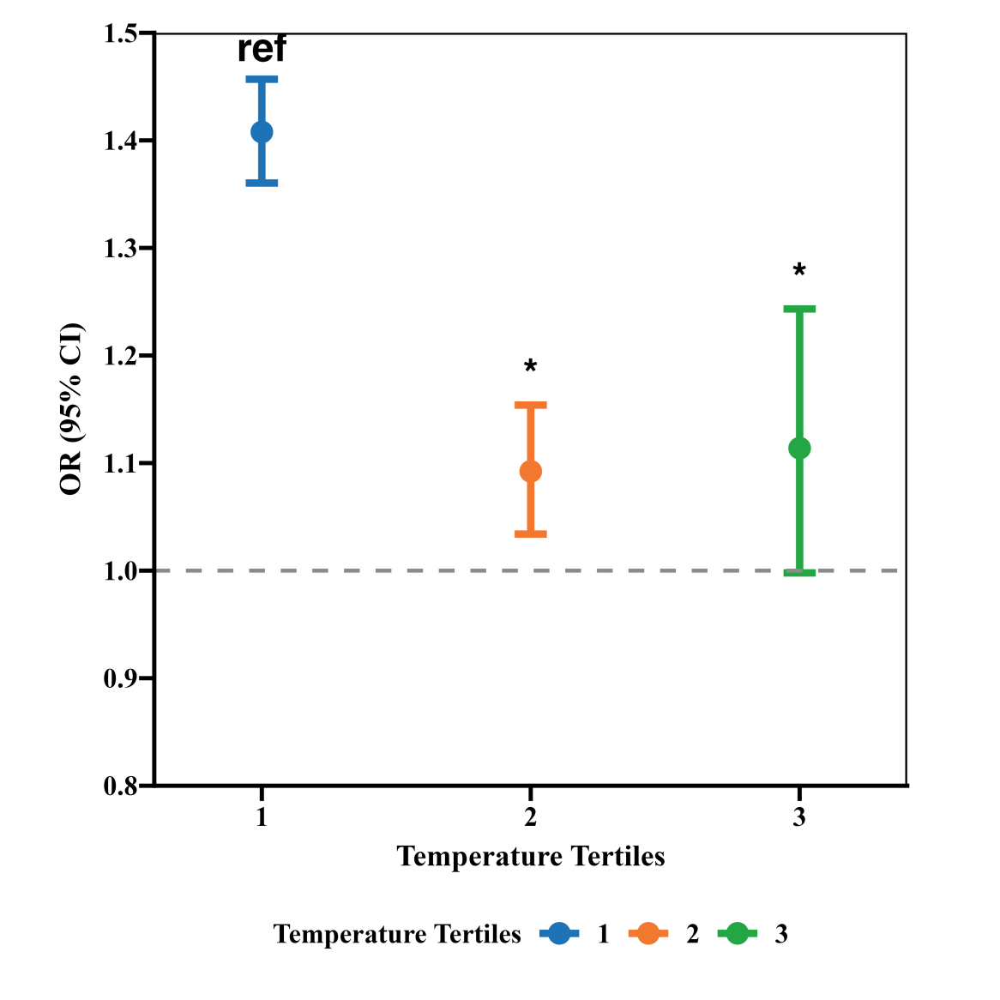 ref
*
*
1.5
1.4
1.3
1.2
1.1
1.0
0.9
0.8
OR (95% CI)
1 2 3
Temperature Tertiles
Temperature Tertiles 1 2 3